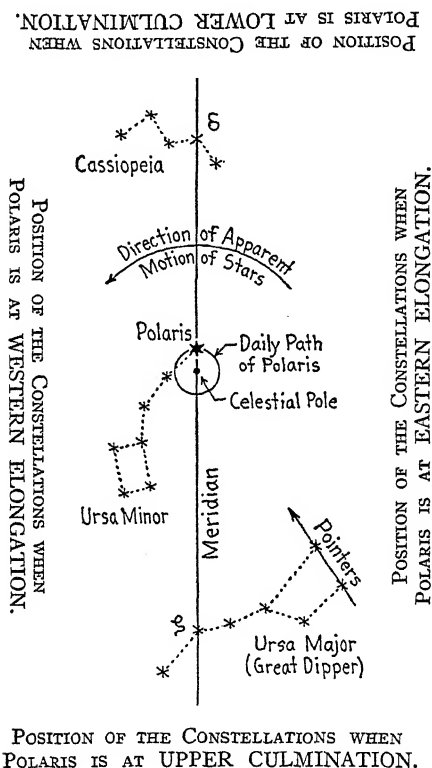 Position of the Constellations when
Polaris is at Lower Culmination.
δ
Cassiopeia
Direction of Apparent
Motion of Stars
Polaris
Daily Path
of Polaris
Celestial Pole
Ursa Minor
Meridian
Pointers
Ursa Major
(Great Dipper)
Position of the Constellations when
Polaris is at WESTERN ELONGATION.
Position of the Constellations when
Polaris is at EASTERN ELONGATION.
Position of the Constellations when
Polaris is at UPPER CULMINATION.